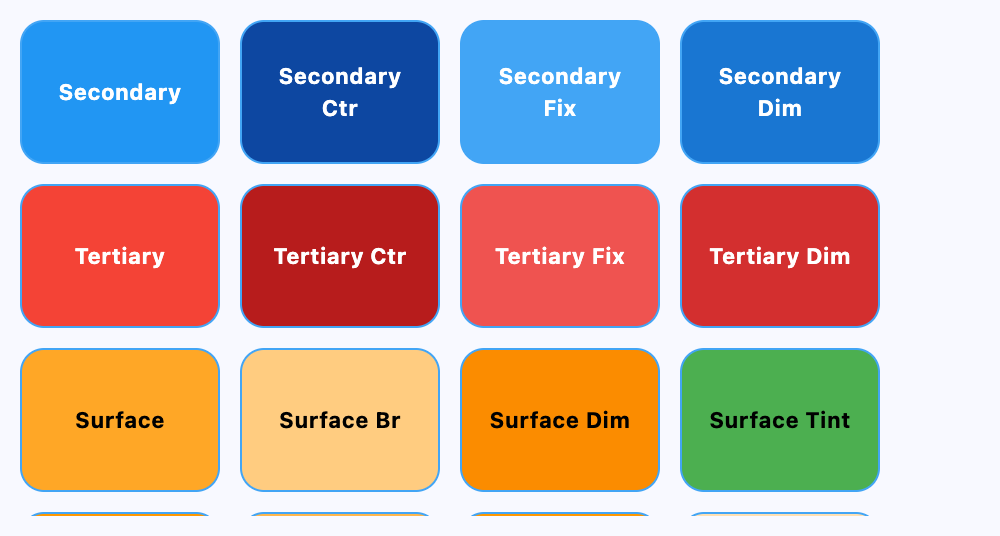 Secondary
Secondary
Ctr
Secondary
Fix
Secondary
Dim
Tertiary
Tertiary Ctr
Tertiary Fix
Tertiary Dim
Surface
Surface Br
Surface Dim
Surface Tint